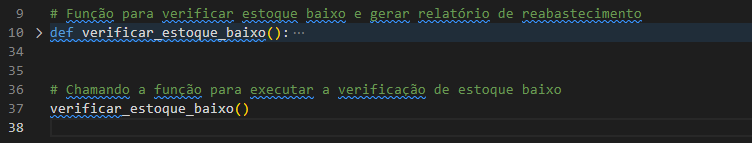 9 # Função para verificar estoque baixo e gerar relatório de reabastecimento
10 def verificar_estoque_baixo():…
34
35
36 # Chamando a função para executar a verificação de estoque baixo
37 verificar_estoque_baixo()
38